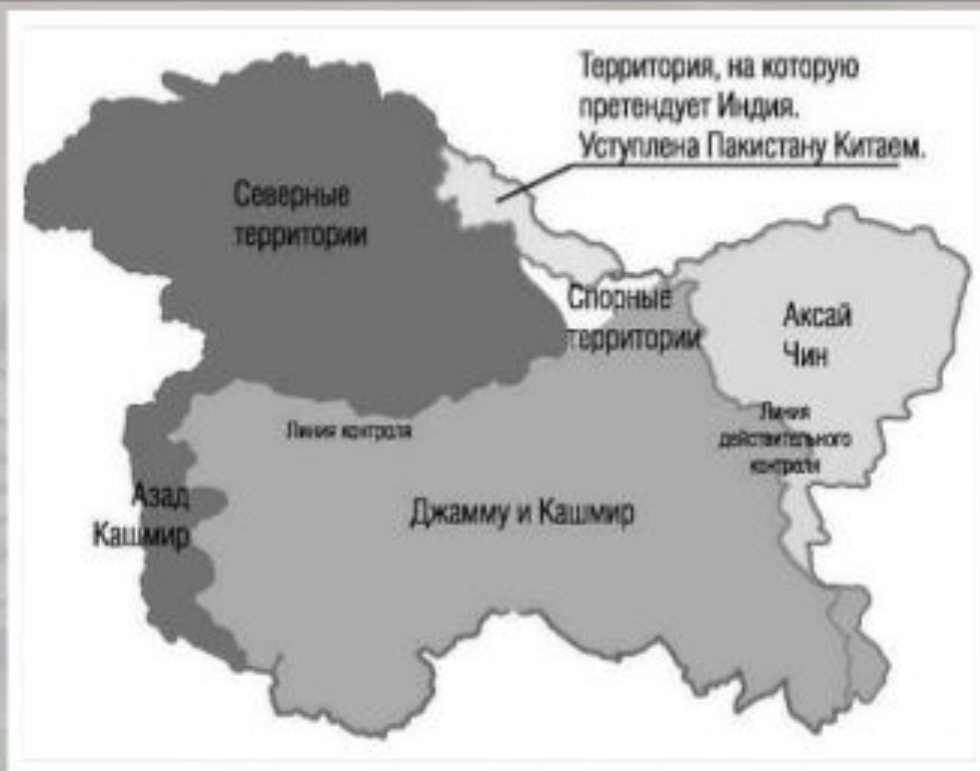 Территория, на которую
претендует Индия.
Уступлена Пакистану Китаем.
Северные
территории
Спорные
территории
Аксай
Чин
Линия контроля
Линия
действительного
контроля
Азад
Кашмир
Джамму и Кашмир